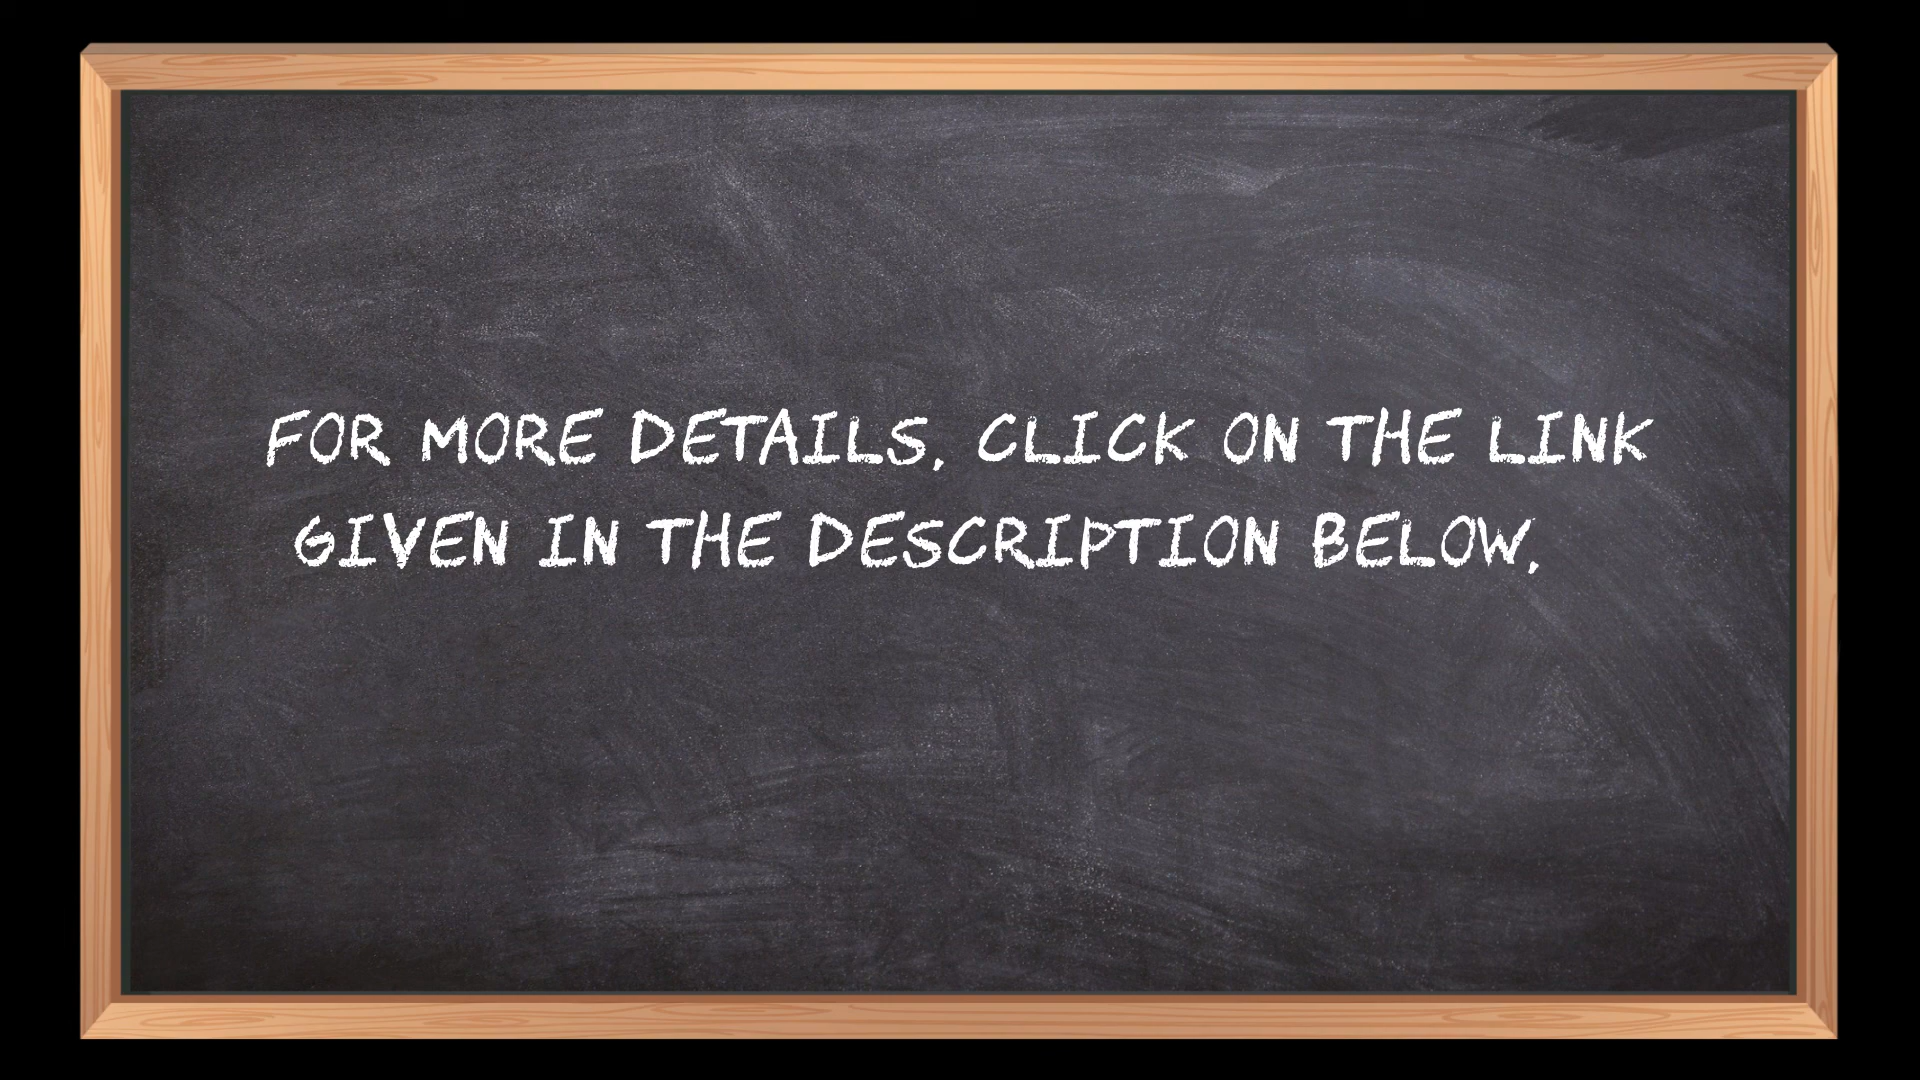 FOR MORE DETAILS, CLICK ON THE LINK
GIVEN IN THE DESCRIPTION BELOW,